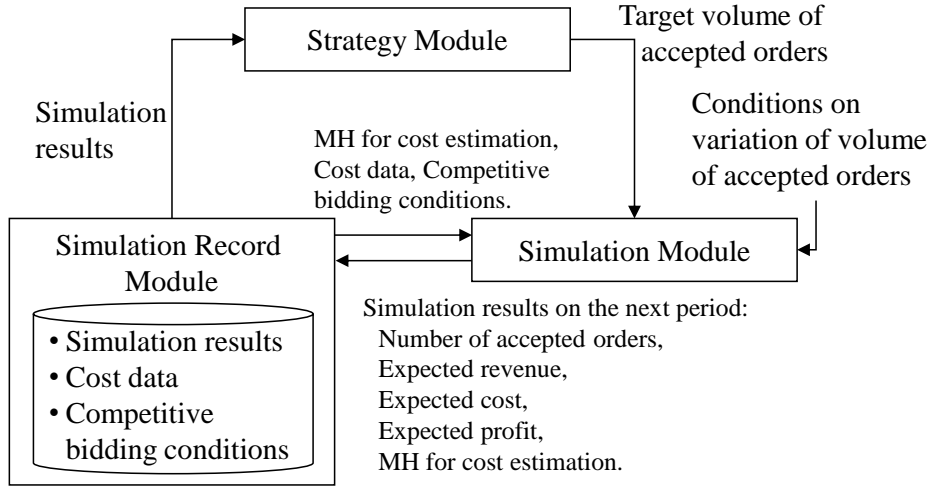 Strategy Module
Target volume of
accepted orders
Simulation
results
MH for cost estimation,
Cost data, Competitive
bidding conditions.
Conditions on
variation of volume
of accepted orders
Simulation Record
Module
Simulation Module
• Simulation results
• Cost data
• Competitive
bidding conditions
Simulation results on the next period:
Number of accepted orders,
Expected revenue,
Expected cost,
Expected profit,
MH for cost estimation.